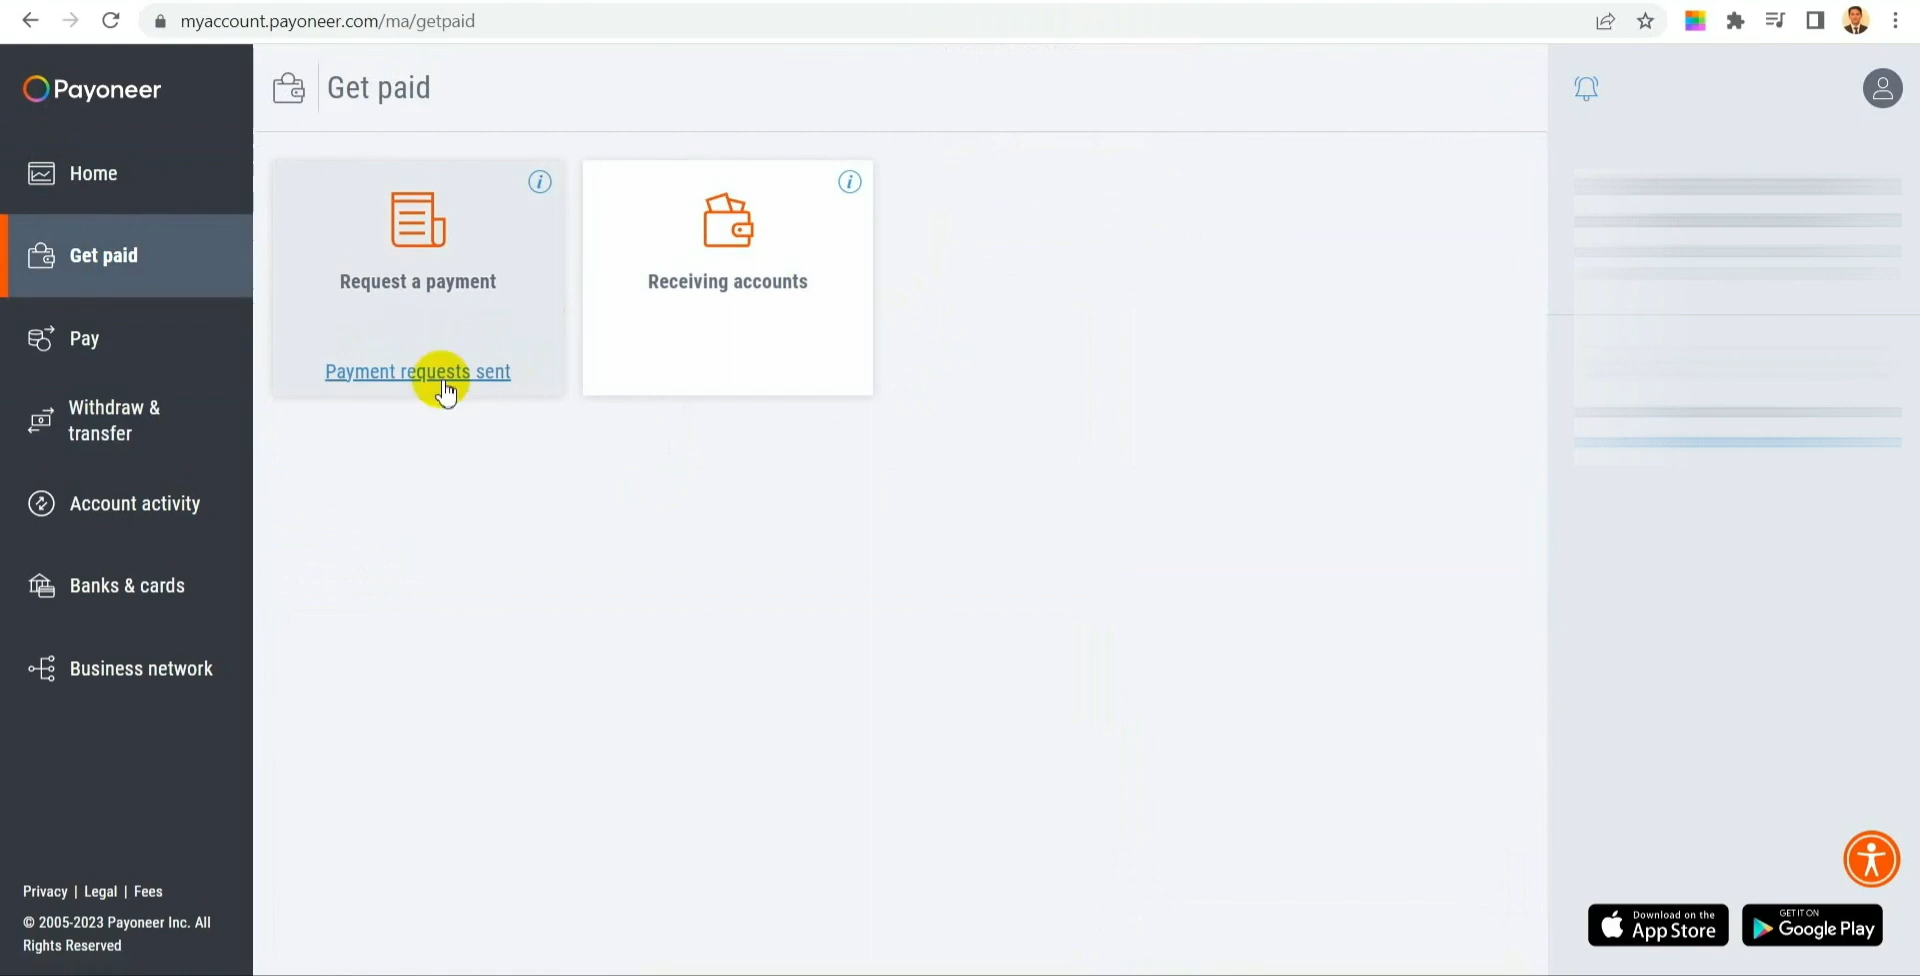 myaccount.payoneer.com/ma/getpaid
Payoneer
Get paid
Home
Get paid
Pay
Withdraw &
transfer
Account activity
Banks & cards
Business network
Request a payment
Payment requests sent
Receiving accounts
Privacy | Legal | Fees
© 2005-2023 Payoneer Inc. All
Rights Reserved
Download on the
App Store
GET IT ON
Google Play